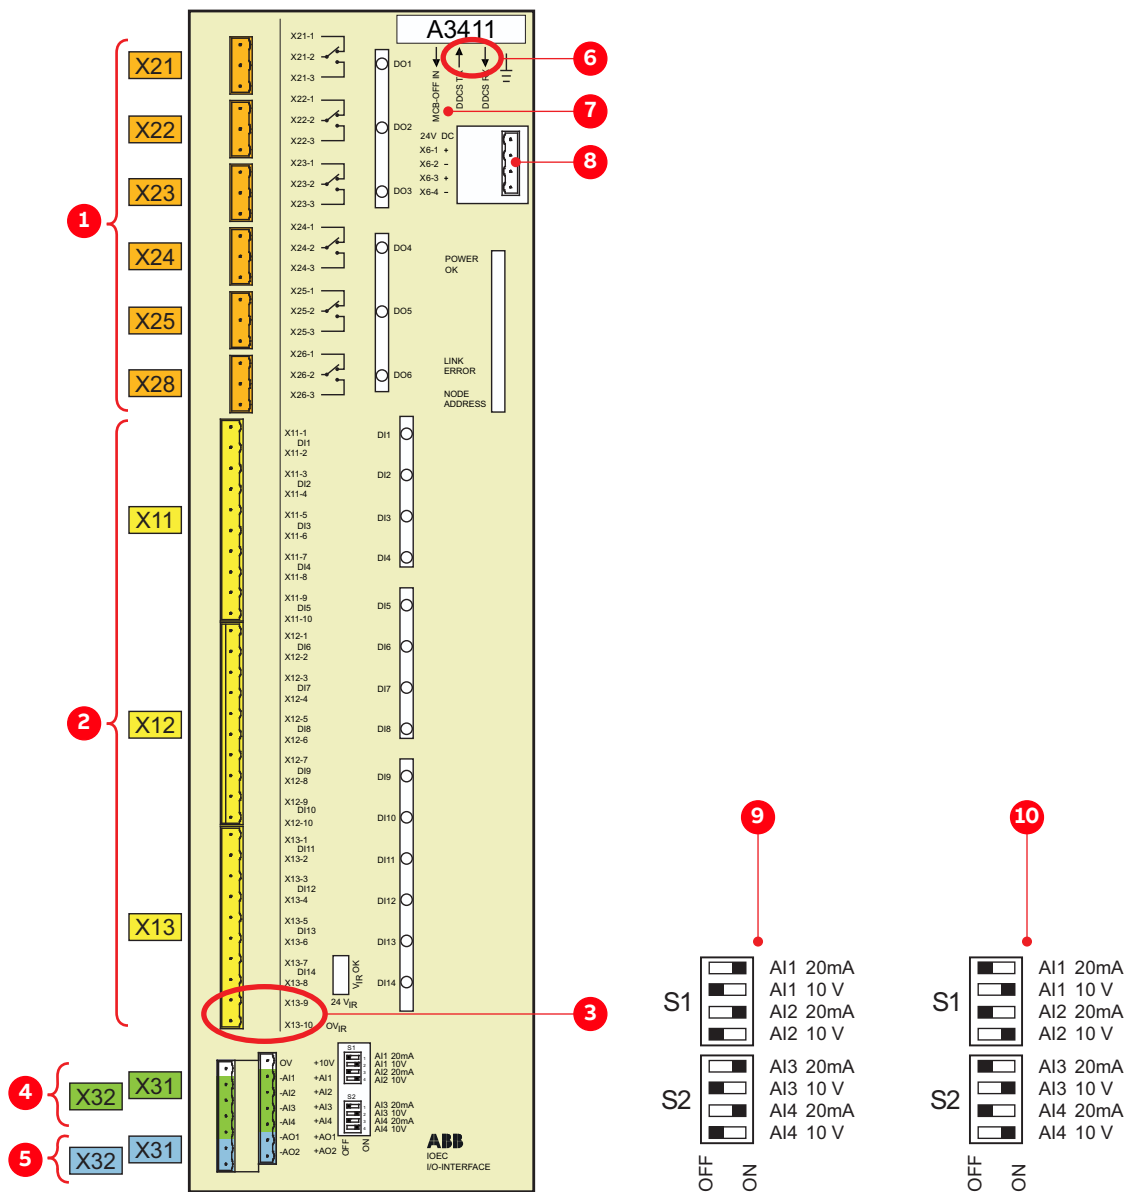 A3411
X21
X22
X23
X24
X25
X28
X11
X12
X13
X32 X31
X32 X31
1
2
3
4
5
6
7
8
9
10
X21-1
X21-2
X21-3
DO1
X22-1
X22-2
X22-3
DO2
X23-1
X23-2
X23-3
DO3
X24-1
X24-2
X24-3
DO4
X25-1
X25-2
X25-3
DO5
X26-1
X26-2
X26-3
DO6
MCB-OFF IN
DDCS
DDCS
24V DC
X6-1 +
X6-2 −
X6-3 +
X6-4 −
POWER
OK
LINK
ERROR
NODE
ADDRESS
X11-1
DI1
X11-2
X11-3
DI2
X11-4
X11-5
DI3
X11-6
X11-7
DI4
X11-8
X11-9
DI5
X11-10
X12-1
DI6
X12-2
X12-3
DI7
X12-4
X12-5
DI8
X12-6
X12-7
DI9
X12-8
X12-9
DI10
X12-10
X13-1
DI11
X13-2
X13-3
DI12
X13-4
X13-5
DI13
X13-6
X13-7
DI14
X13-8
X13-9
X13-10
DI1
DI2
DI3
DI4
DI5
DI6
DI7
DI8
DI9
DI10
DI11
DI12
DI13
DI14
VIR OK
24 VIR
OVIR
OV +10V
-AI1 +AI1
-AI2 +AI2
-AI3 +AI3
-AI4 +AI4
-AO1 +AO1
-AO2 +AO2
S1
AI1 20mA
AI1 10V
AI2 20mA
AI2 10V
S2
AI3 20mA
AI3 10V
AI4 20mA
AI4 10V
OFF
ON
ABB
IOEC
I/O-INTERFACE
S1
AI1 20mA
AI1 10 V
AI2 20mA
AI2 10 V
S2
AI3 20mA
AI3 10 V
AI4 20mA
AI4 10 V
OFF
ON
S1
AI1 20mA
AI1 10 V
AI2 20mA
AI2 10 V
S2
AI3 20mA
AI3 10 V
AI4 20mA
AI4 10 V
OFF
ON